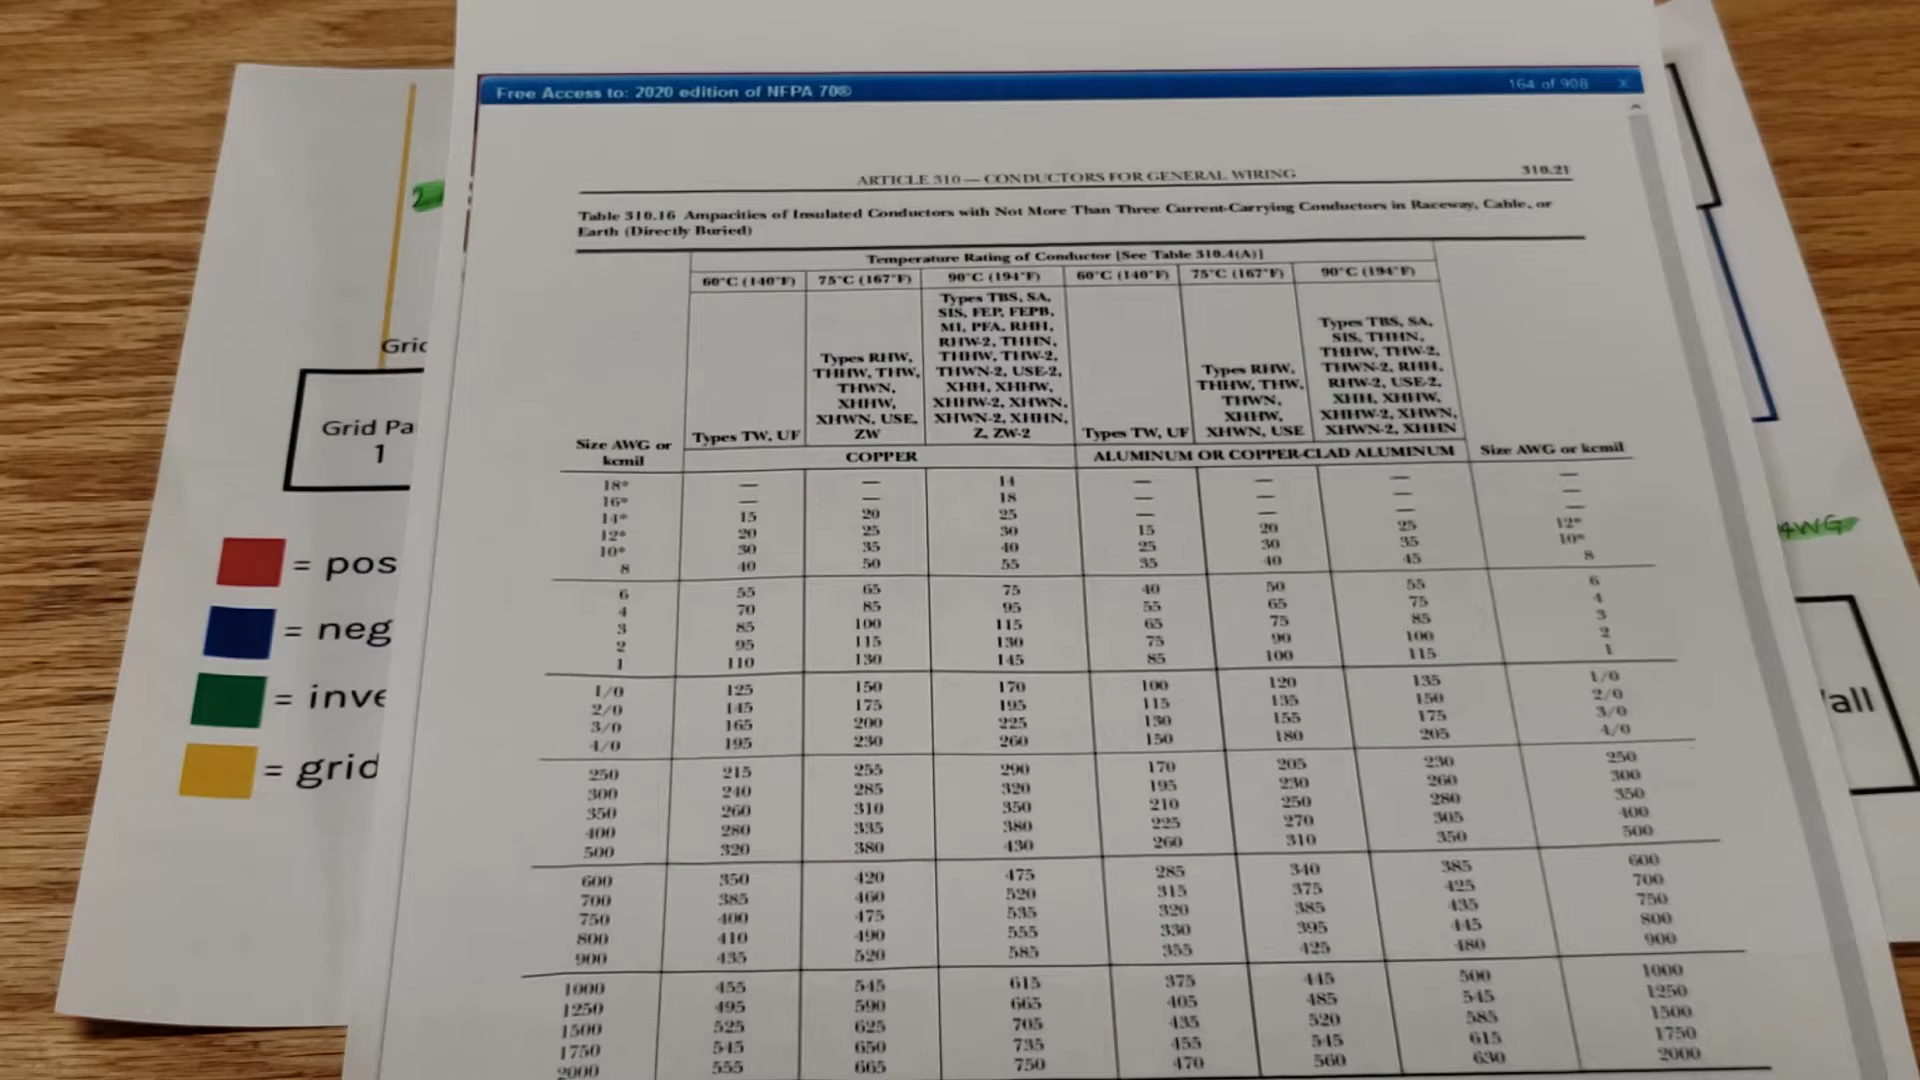 Free Access to: 2020 edition of NFPA 70® 164 of 908 X
ARTICLE 310 — CONDUCTORS FOR GENERAL WIRING 310.21
Table 310.16 Ampacities of Insulated Conductors with Not More Than Three Current-Carrying Conductors in Raceway, Cable, or
Earth (Directly Buried)
Temperature Rating of Conductor [See Table 310.4(A)]
60°C (140°F) 75°C (167°F) 90°C (194°F) 60°C (140°F) 75°C (167°F) 90°C (194°F)
Types TW, UF
Types RHW,
THHW, THW,
THWN,
XHHW,
XHWN, USE,
ZW
Types TBS, SA,
SIS, FEP, FEPB,
MI, PFA, RHH,
RHW-2, THHN,
THHW, THW-2,
THWN-2, USE-2,
XHH, XHHW,
XHHW-2, XHWN,
XHWN-2, XHHN,
Z, ZW-2
Types TW, UF
Types RHW,
THHW, THW,
THWN,
XHHW,
XHWN, USE
Types TBS, SA,
SIS, THHN,
THHW, THW-2,
THWN-2, RHH,
RHW-2, USE-2,
XHH, XHHW,
XHHW-2, XHWN,
XHWN-2, XHHN
Size AWG or
kcmil
COPPER
ALUMINUM OR COPPER-CLAD ALUMINUM
Size AWG or kcmil
18* — — 14 — — — —
16* — — 18 — — — —
14* 15 20 25 — — — —
12* 20 25 30 15 20 25 12*
10* 30 35 40 25 30 35 10*
8 40 50 55 35 40 45 8
6 55 65 75 40 50 55 6
4 70 85 95 55 65 75 4
3 85 100 115 65 75 85 3
2 95 115 130 75 90 100 2
1 110 130 145 85 100 115 1
1/0 125 150 170 100 120 135 1/0
2/0 145 175 195 115 135 150 2/0
3/0 165 200 225 130 155 175 3/0
4/0 195 230 260 150 180 205 4/0
250 215 255 290 170 205 230 250
300 240 285 320 195 230 260 300
350 260 310 350 210 250 280 350
400 280 335 380 225 270 305 400
500 320 380 430 260 310 350 500
600 350 420 475 285 340 385 600
700 385 460 520 315 375 425 700
750 400 475 535 320 385 435 750
800 410 490 555 330 395 445 800
900 435 520 585 355 425 480 900
1000 455 545 615 375 445 500 1000
1250 495 590 665 405 485 545 1250
1500 525 625 705 435 520 585 1500
1750 545 650 735 455 545 615 1750
2000 555 665 750 470 560 630 2000
2
Gric
Grid Pa
1
= pos
= neg
= inve
= grid
AWG
all